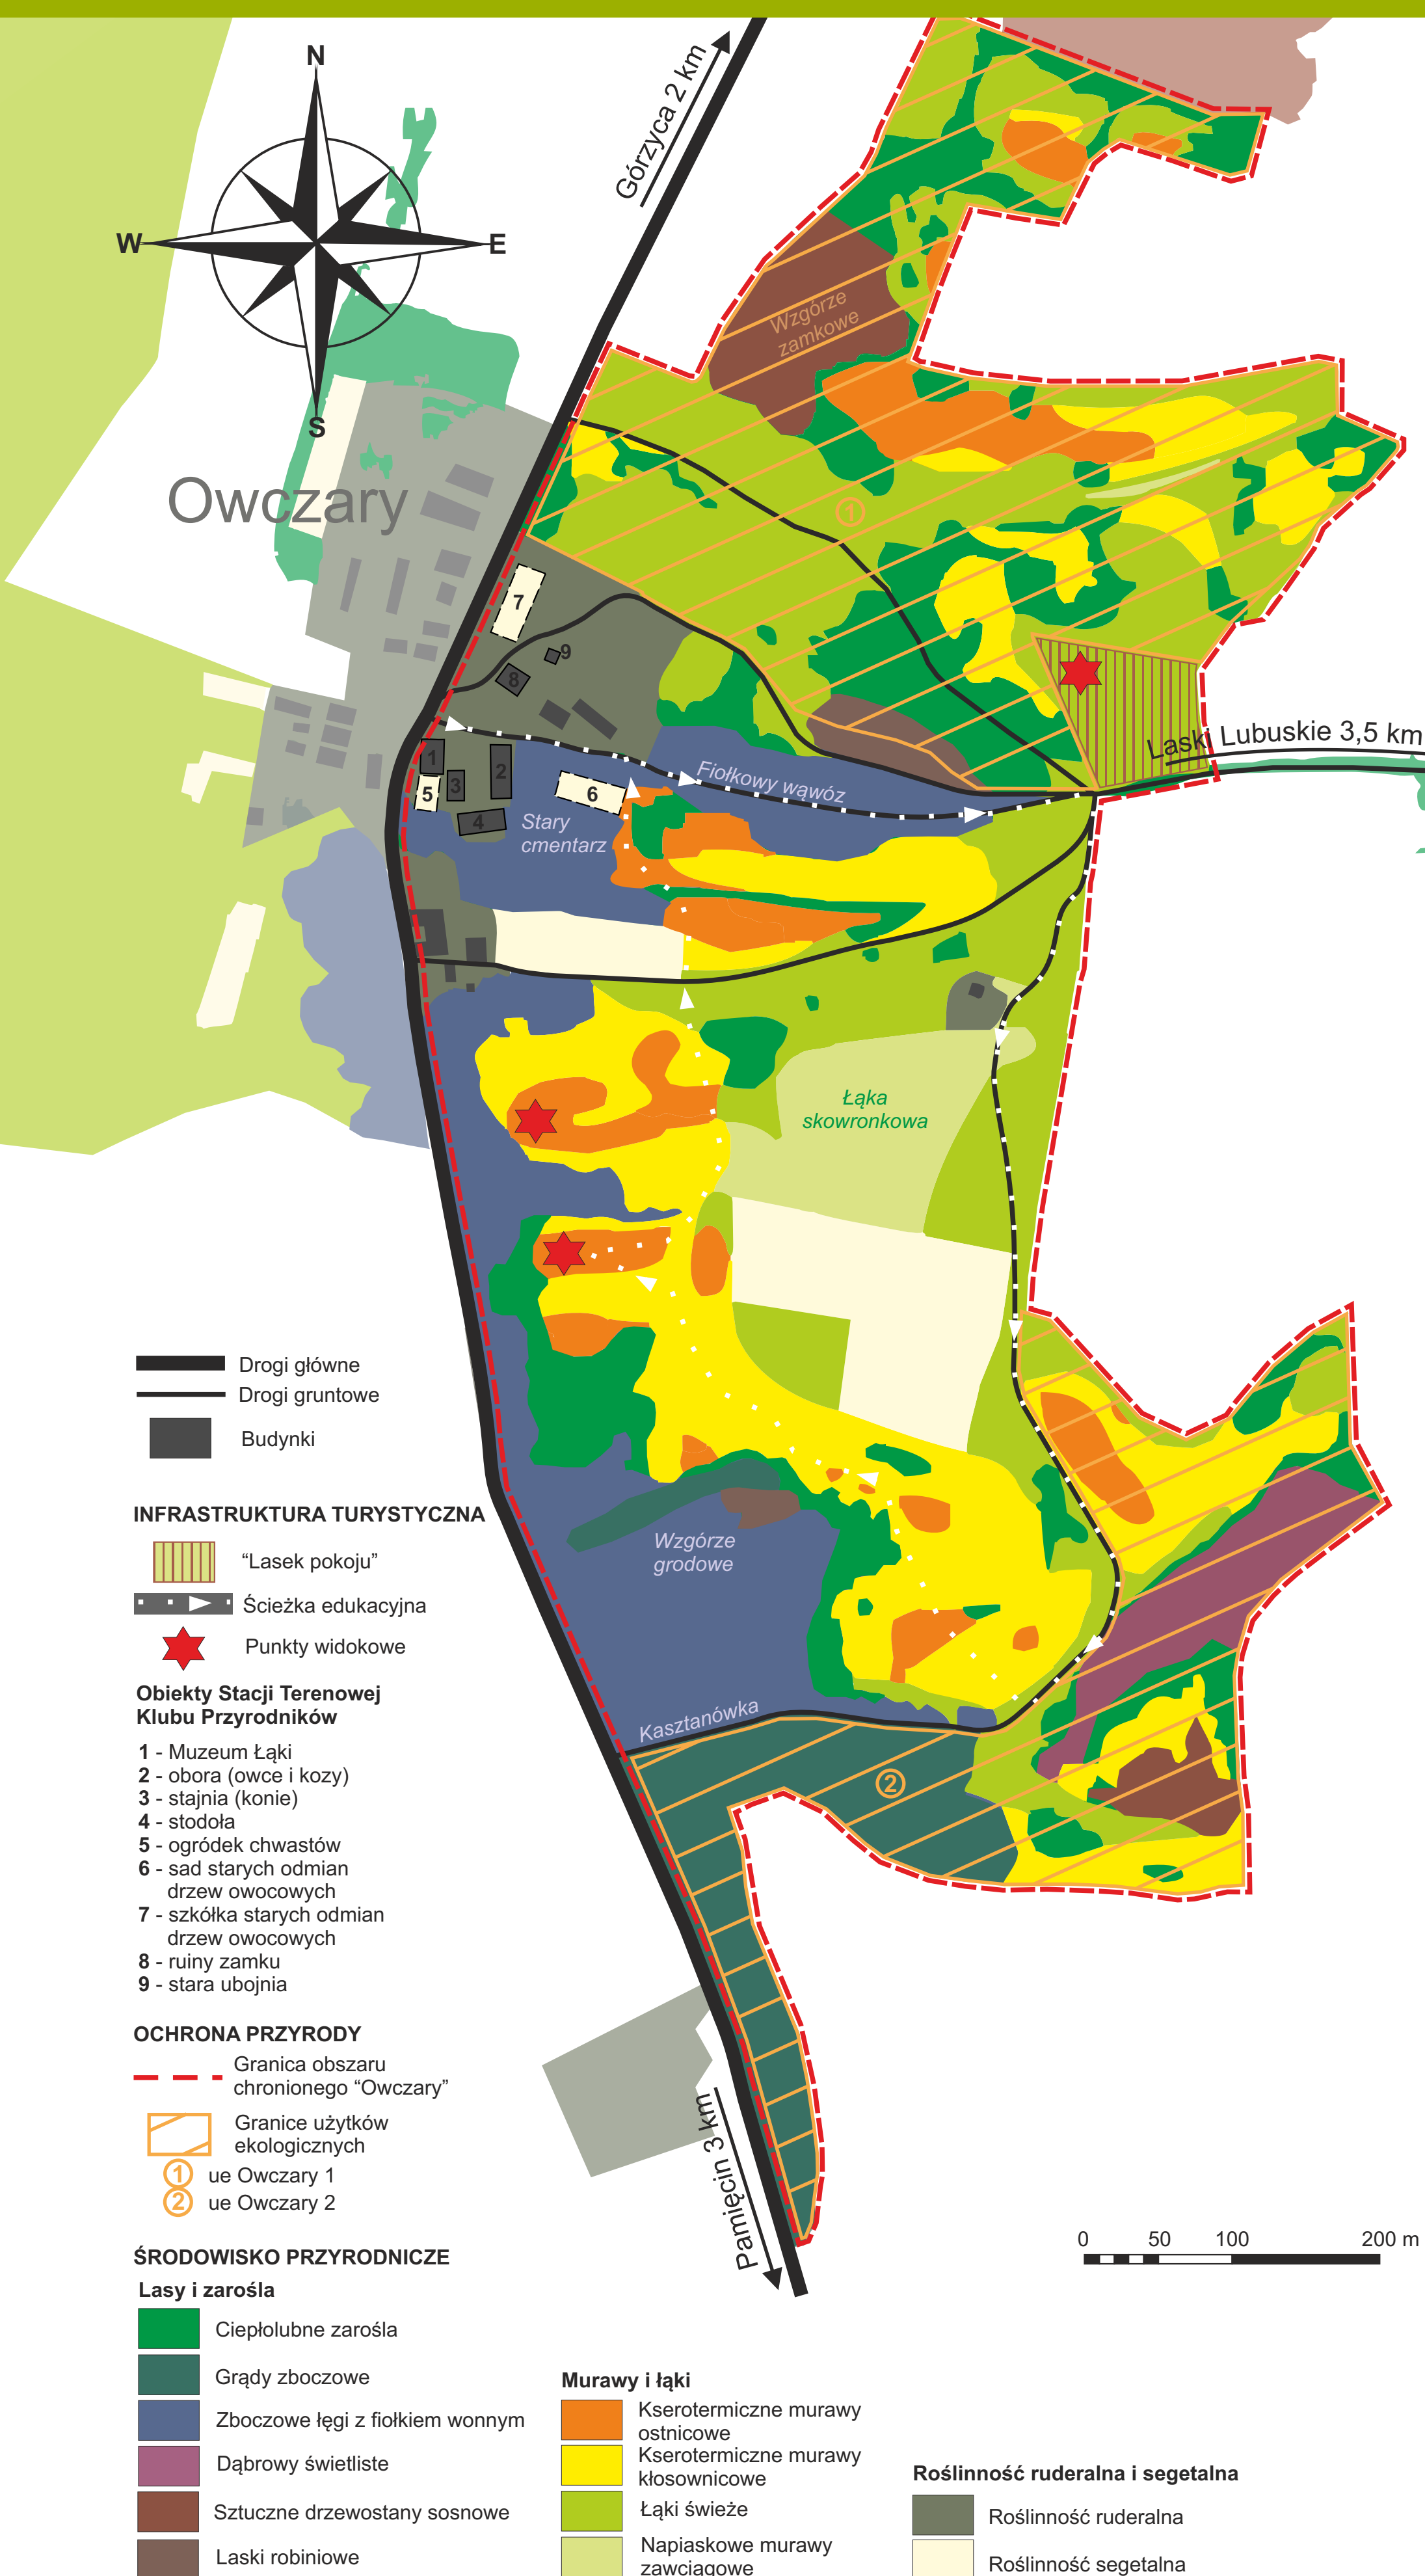 N
Górzyca 2 km
W
E
S
Wzgórze
zamkowe
Owczary
1
7
9
8
Laski Lubuskie 3,5 km
Fiołkowy wąwóz
1
2
3
5
6
4
Stary
cmentarz
Łąka
skowronkowa
Drogi główne
Drogi gruntowe
Budynki
INFRASTRUKTURA TURYSTYCZNA
“Lasek pokoju”
Ścieżka edukacyjna
Punkty widokowe
Wzgórze
grodowe
Kasztanówka
2
Obiekty Stacji Terenowej
Klubu Przyrodników
1 - Muzeum Łąki
2 - obora (owce i kozy)
3 - stajnia (konie)
4 - stodoła
5 - ogródek chwastów
6 - sad starych odmian
drzew owocowych
7 - szkółka starych odmian
drzew owocowych
8 - ruiny zamku
9 - stara ubojnia
OCHRONA PRZYRODY
Granica obszaru
chronionego “Owczary”
Granice użytków
ekologicznych
1 ue Owczary 1
2 ue Owczary 2
Pamięcin 3 km
0 50 100 200 m
ŚRODOWISKO PRZYRODNICZE
Lasy i zarośla
Ciepłolubne zarośla
Grądy zboczowe
Zboczowe łęgi z fiołkiem wonnym
Dąbrowy świetliste
Sztuczne drzewostany sosnowe
Laski robiniowe
Murawy i łąki
Kserotermiczne murawy
ostnicowe
Kserotermiczne murawy
kłosownicowe
Łąki świeże
Napiaskowe murawy
zawciągowe
Roślinność ruderalna i segetalna
Roślinność ruderalna
Roślinność segetalna